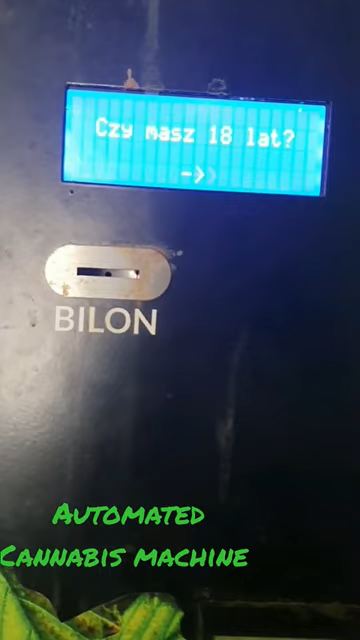 Czy masz 18 lat?
->
BILON
AUTOMATED
CANNABIS MACHINE